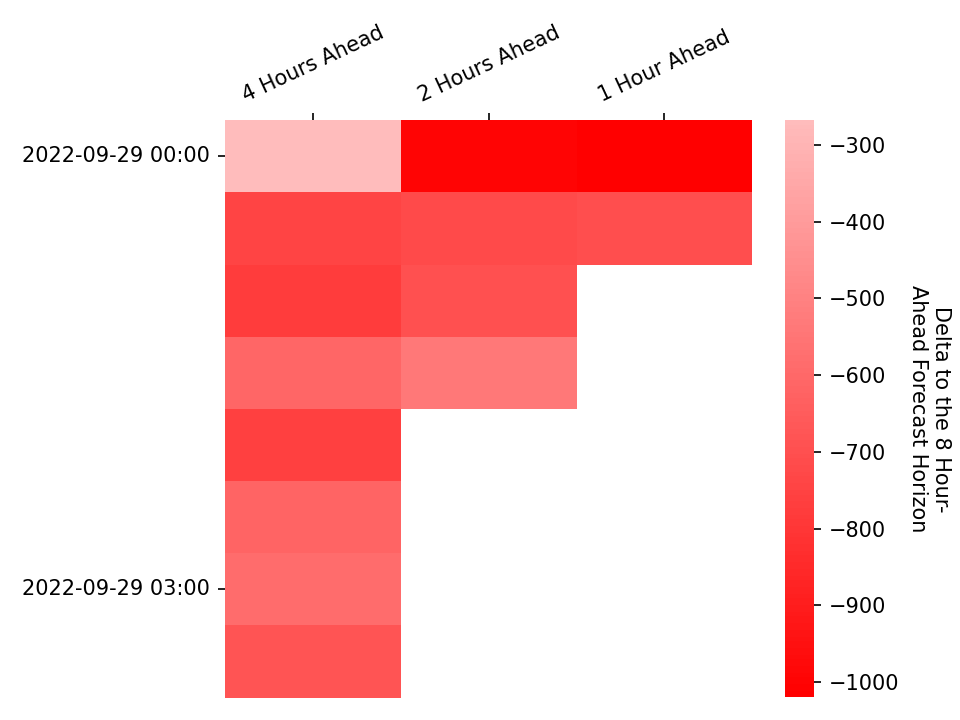 4 Hours Ahead
2 Hours Ahead
1 Hour Ahead
2022-09-29 00:00
2022-09-29 03:00
−300
−400
−500
−600
−700
−800
−900
−1000
Delta to the 8 Hour-
Ahead Forecast Horizon